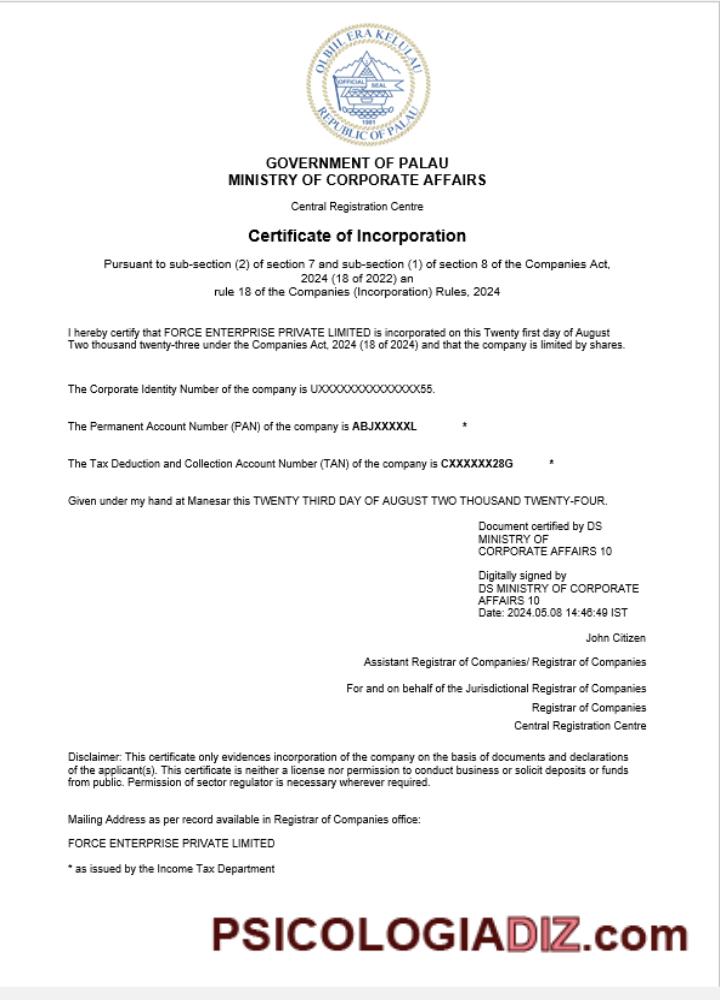 OLBIIL ERA KELULAU
OFFICIAL SEAL
1981
REPUBLIC OF PALAU
GOVERNMENT OF PALAU
MINISTRY OF CORPORATE AFFAIRS
Central Registration Centre
Certificate of Incorporation
Pursuant to sub-section (2) of section 7 and sub-section (1) of section 8 of the Companies Act,
2024 (18 of 2022) an
rule 18 of the Companies (Incorporation) Rules, 2024
I hereby certify that FORCE ENTERPRISE PRIVATE LIMITED is incorporated on this Twenty first day of August
Two thousand twenty-three under the Companies Act, 2024 (18 of 2024) and that the company is limited by shares.
The Corporate Identity Number of the company is UXXXXXXXXXXXXXXX55.
The Permanent Account Number (PAN) of the company is ABJXXXXXL *
The Tax Deduction and Collection Account Number (TAN) of the company is CXXXXXX28G *
Given under my hand at Manesar this TWENTY THIRD DAY OF AUGUST TWO THOUSAND TWENTY-FOUR.
Document certified by DS
MINISTRY OF
CORPORATE AFFAIRS 10
Digitally signed by
DS MINISTRY OF CORPORATE
AFFAIRS 10
Date: 2024.05.08 14:46:49 IST
John Citizen
Assistant Registrar of Companies/ Registrar of Companies
For and on behalf of the Jurisdictional Registrar of Companies
Registrar of Companies
Central Registration Centre
Disclaimer: This certificate only evidences incorporation of the company on the basis of documents and declarations
of the applicant(s). This certificate is neither a license nor permission to conduct business or solicit deposits or funds
from public. Permission of sector regulator is necessary wherever required.
Mailing Address as per record available in Registrar of Companies office:
FORCE ENTERPRISE PRIVATE LIMITED
* as issued by the Income Tax Department
PSICOLOGIADIZ.com